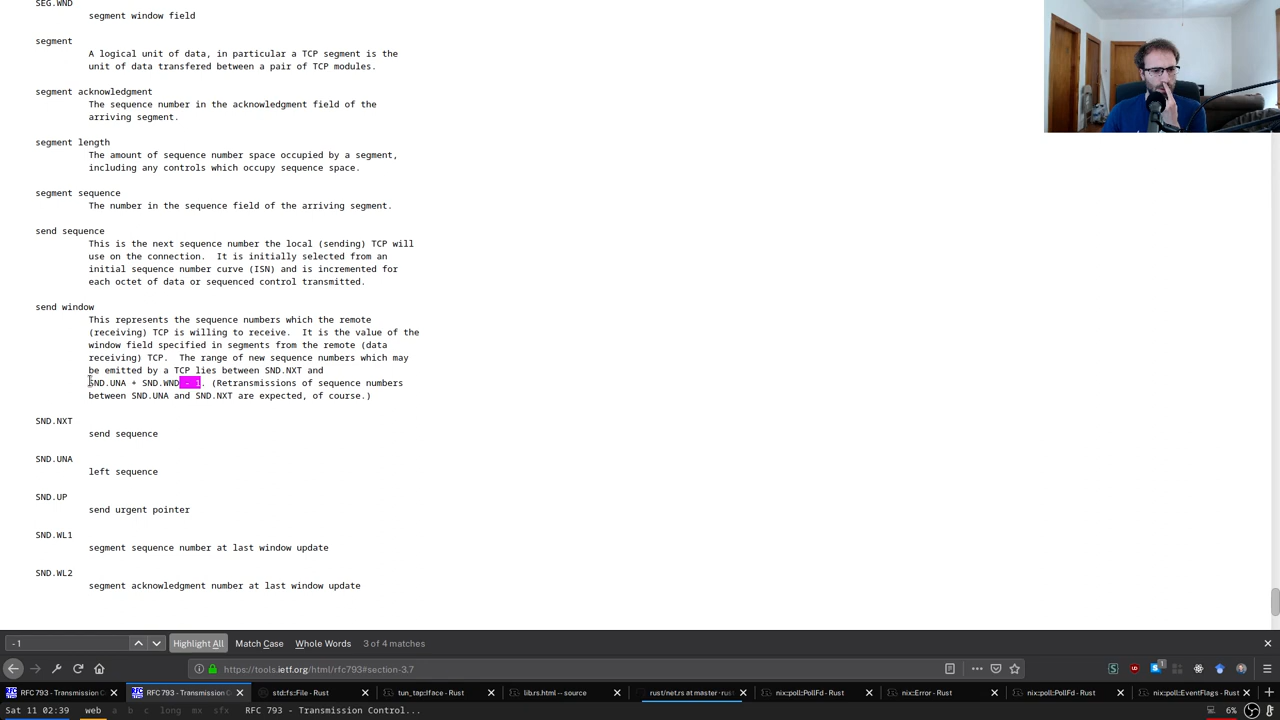 SEG.WND
segment window field
segment
A logical unit of data, in particular a TCP segment is the
unit of data transfered between a pair of TCP modules.
segment acknowledgment
The sequence number in the acknowledgment field of the
arriving segment.
segment length
The amount of sequence number space occupied by a segment,
including any controls which occupy sequence space.
segment sequence
The number in the sequence field of the arriving segment.
send sequence
This is the next sequence number the local (sending) TCP will
use on the connection.  It is initially selected from an
initial sequence number curve (ISN) and is incremented for
each octet of data or sequenced control transmitted.
send window
This represents the sequence numbers which the remote
(receiving) TCP is willing to receive.  It is the value of the
window field specified in segments from the remote (data
receiving) TCP.  The range of new sequence numbers which may
be emitted by a TCP lies between SND.NXT and
SND.UNA + SND.WND - 1. (Retransmissions of sequence numbers
between SND.UNA and SND.NXT are expected, of course.)
SND.NXT
send sequence
SND.UNA
left sequence
SND.UP
send urgent pointer
SND.WL1
segment sequence number at last window update
SND.WL2
segment acknowledgment number at last window update
- 1
Highlight All Match Case Whole Words 3 of 4 matches
https://tools.ietf.org/html/rfc793#section-3.7
RFC 793 - Transmission C RFC 793 - Transmission C std::fs::File - Rust tun_tap::Iface - Rust lib.rs.html -- source rust/net.rs at master · rus nix::poll::PollFd - Rust nix::Error - Rust nix::poll::PollFd - Rust nix::poll::EventFlags - Rust
Sat 11 02:39 web a b c long mx sfx RFC 793 - Transmission Control... 6%